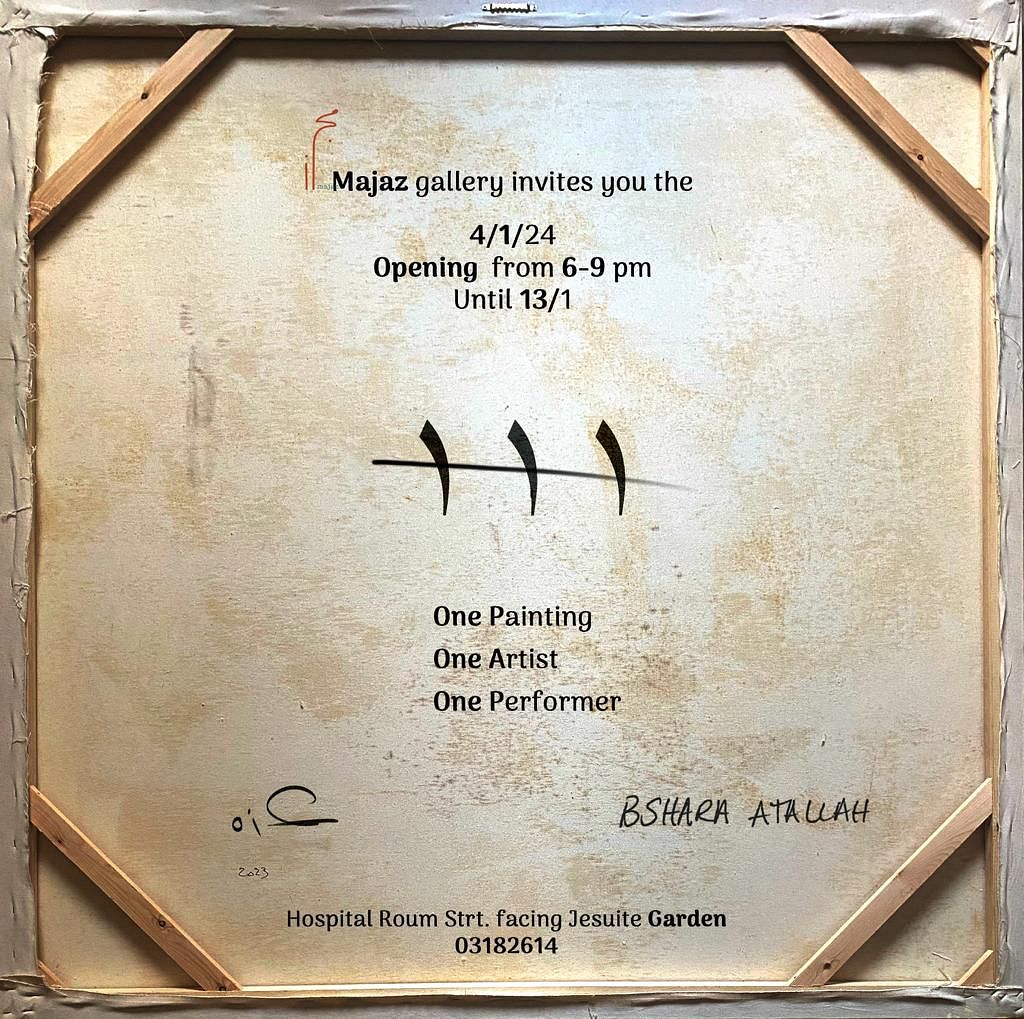 Majaz gallery invites you the
4/1/24
Opening from 6-9 pm
Until 13/1
١١١
One Painting
One Artist
One Performer
BSHARA ATALLAH
2023
Hospital Roum Strt. facing Jesuite Garden
03182614